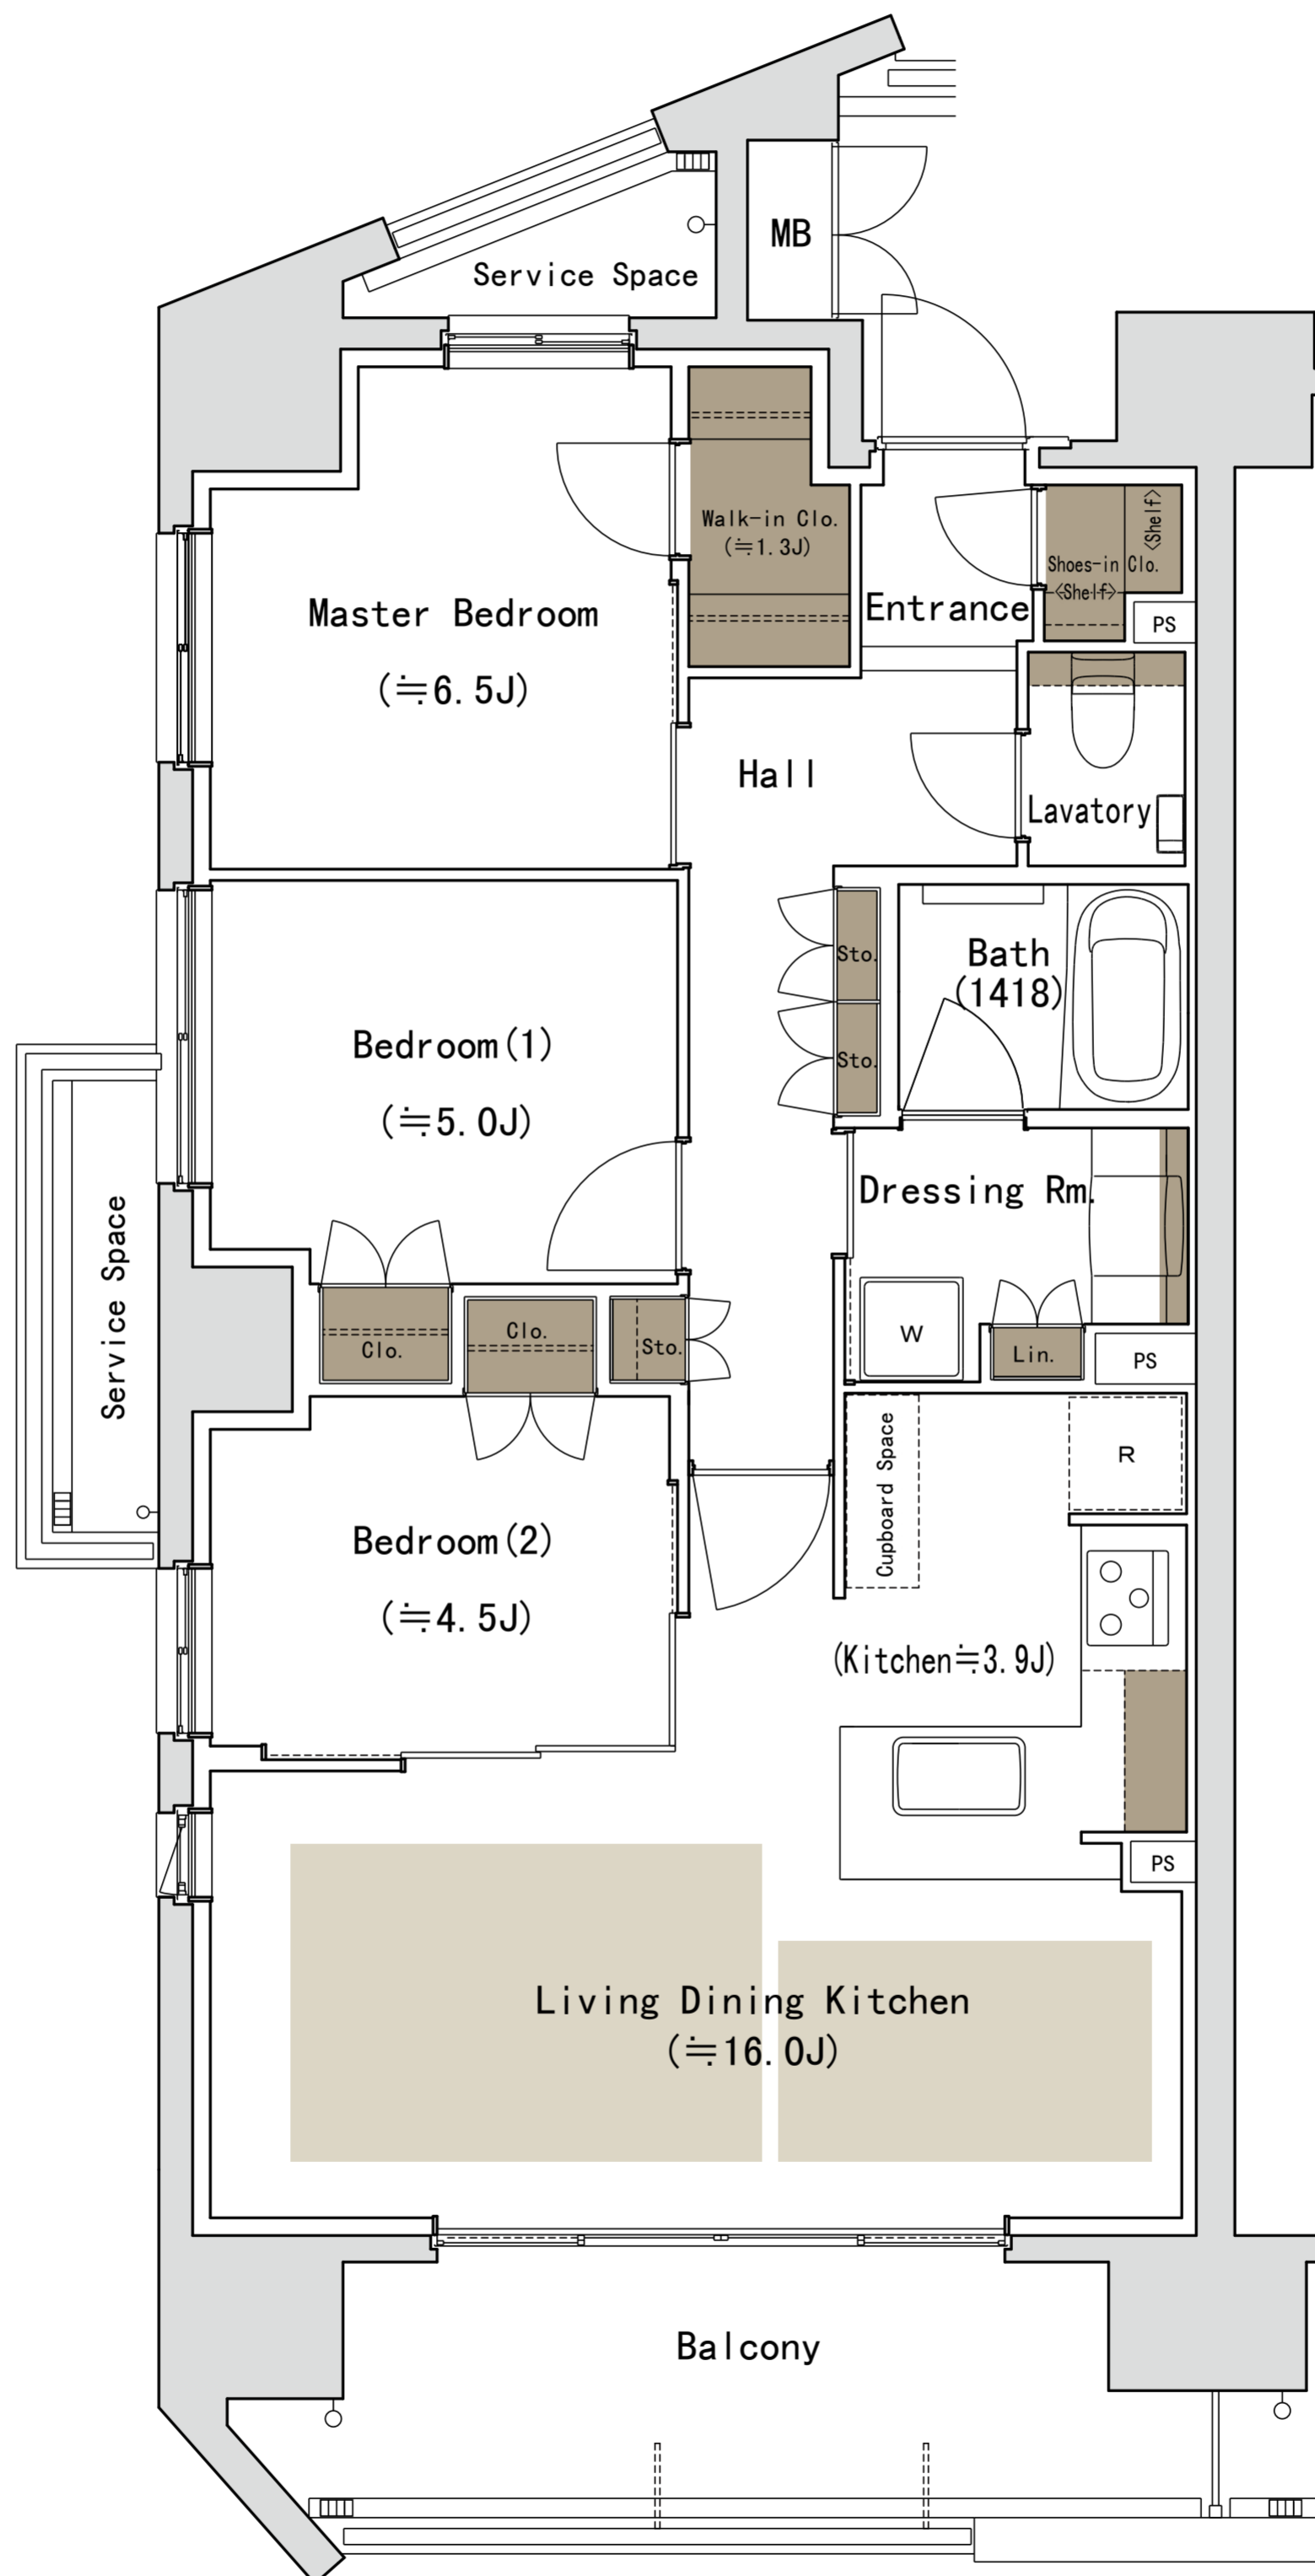 MB
Service Space
Walk-in Clo.
(≒1.3J)
<Shelf>
Shoes-in Clo.
<Shelf>
Entrance
PS
Master Bedroom
(≒6.5J)
Hall
Lavatory
Sto.
Bath
(1418)
Sto.
Bedroom(1)
(≒5.0J)
Dressing Rm.
Service Space
Clo.
Clo.
Sto.
W
Lin.
PS
Cupboard Space
R
Bedroom(2)
(≒4.5J)
(Kitchen≒3.9J)
PS
Living Dining Kitchen
(≒16.0J)
Balcony